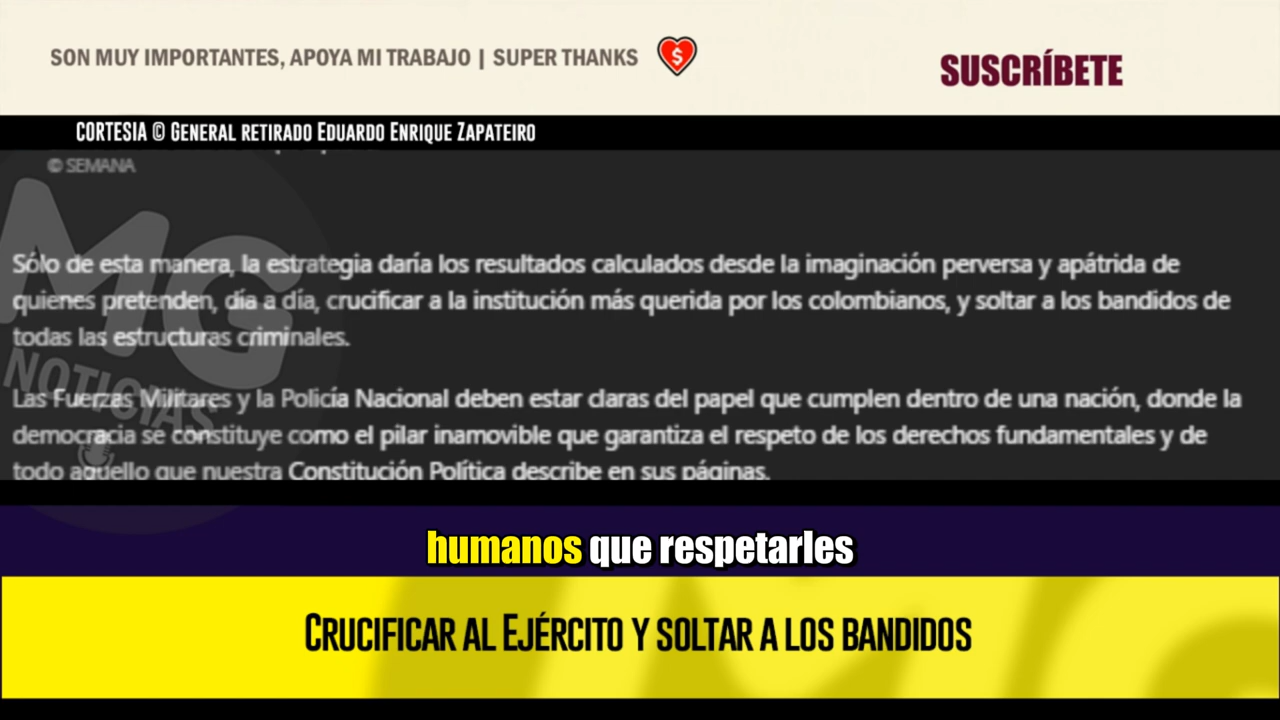 SON MUY IMPORTANTES, APOYA MI TRABAJO | SUPER THANKS
SUSCRÍBETE
CORTESIA © GENERAL RETIRADO EDUARDO ENRIQUE ZAPATEIRO
© SEMANA
Sólo de esta manera, la estrategia daría los resultados calculados desde la imaginación perversa y apátrida de
quienes pretenden, día a día, crucificar a la institución más querida por los colombianos, y soltar a los bandidos de
todas las estructuras criminales.
MG
NOTICIAS
Las Fuerzas Militares y la Policía Nacional deben estar claras del papel que cumplen dentro de una nación, donde la
democracia se constituye como el pilar inamovible que garantiza el respeto de los derechos fundamentales y de
todo aquello que nuestra Constitución Política describe en sus páginas.
humanos que respetarles
CRUCIFICAR AL EJÉRCITO Y SOLTAR A LOS BANDIDOS